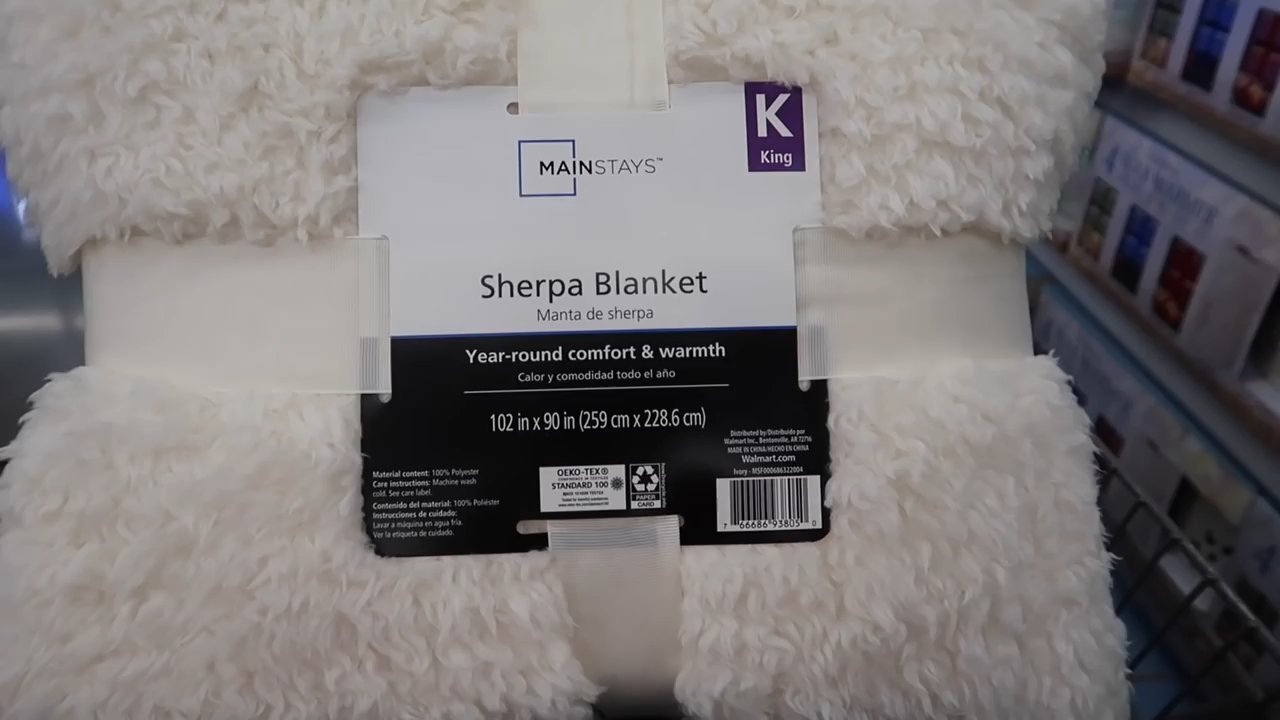 K
King
MAINSTAYS™
Sherpa Blanket
Manta de sherpa
Year-round comfort & warmth
Calor y comodidad todo el año
102 in x 90 in (259 cm x 228.6 cm)
Distributed by/Distribuido por
Walmart Inc., Bentonville, AR 72716
MADE IN CHINA/HECHO EN CHINA
Walmart.com
Ivory - MSF000686322004
Material content: 100% Polyester
Care instructions: Machine wash
cold. See care label.
Contenido del material: 100% Poliéster
Instrucciones de cuidado:
Lavar a máquina en agua fría.
Ver la etiqueta de cuidado.
OEKO-TEX®
STANDARD 100
PAPER
CARD
7 66686 93805 0